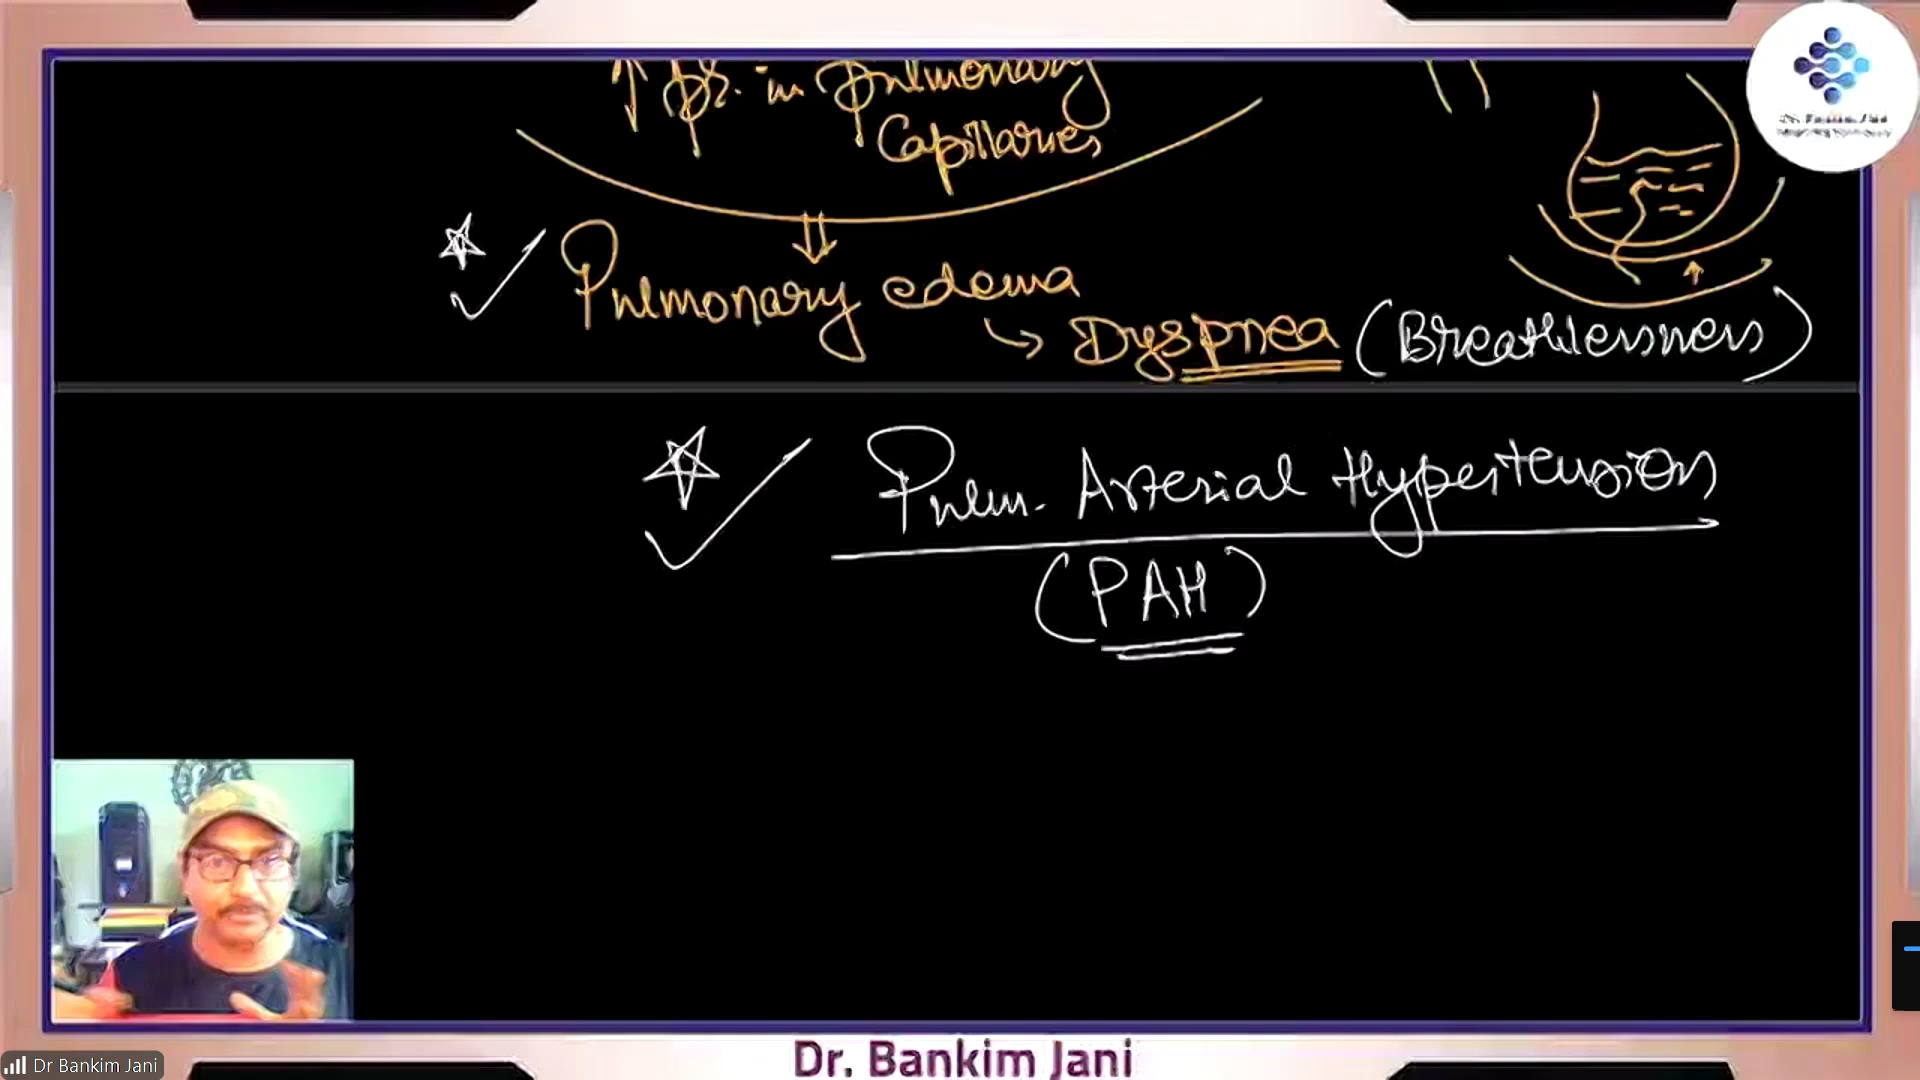 ↑ pr. in pulmonary
Capillaries
Pulmonary edema
↳ Dyspnea (Breathlessness)
Pulm. Arterial Hypertension
(PAH)
Dr Bankim Jani
Dr. Bankim Jani